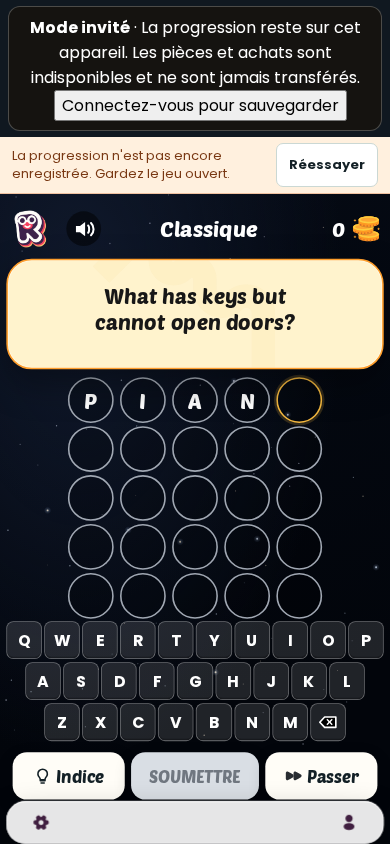 Mode invité · La progression reste sur cet
appareil. Les pièces et achats sont
indisponibles et ne sont jamais transférés.
Connectez-vous pour sauvegarder
La progression n'est pas encore
enregistrée. Gardez le jeu ouvert.
Réessayer
R
Classique
0
What has keys but
cannot open doors?
P I A N
Q W E R T Y U I O P
A S D F G H J K L
Z X C V B N M
Indice
SOUMETTRE
Passer